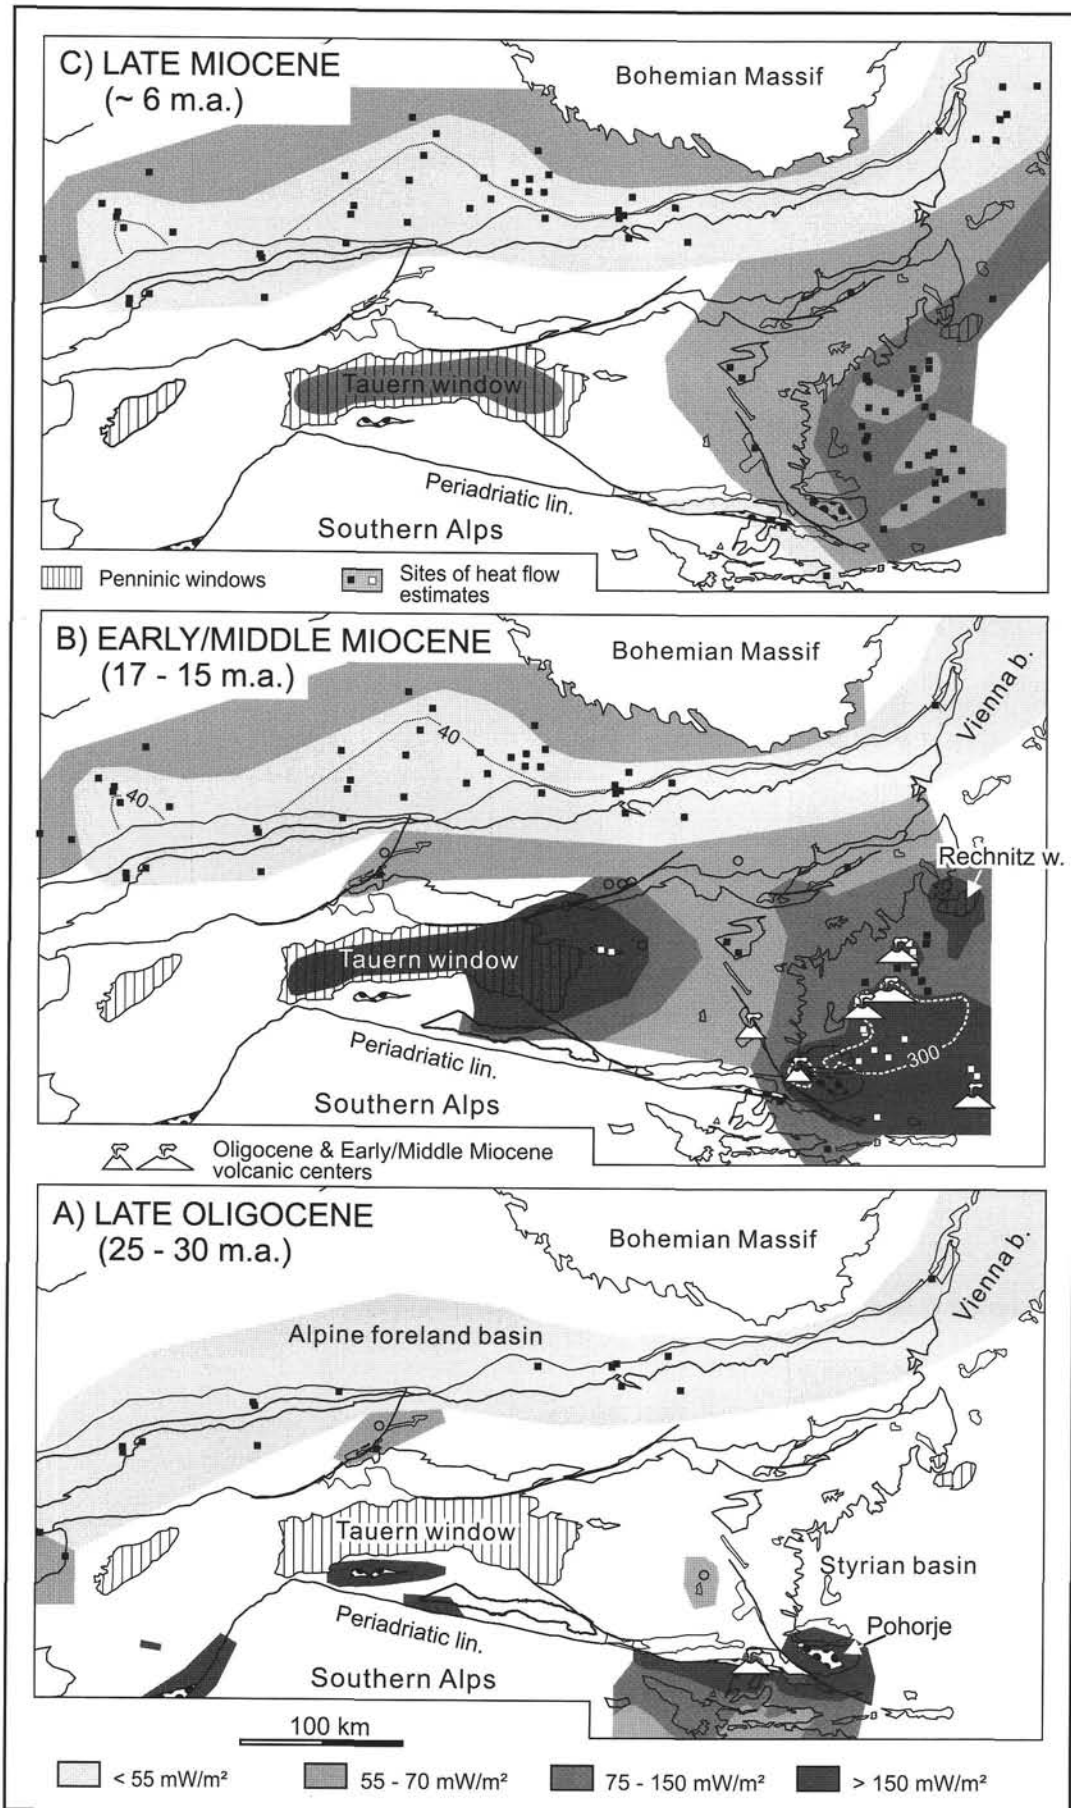 C) LATE MIOCENE
(~ 6 m.a.)
Bohemian Massif
Tauern window
Periadriatic lin.
Southern Alps
Penninic windows
Sites of heat flow
estimates
B) EARLY/MIDDLE MIOCENE
(17 - 15 m.a.)
Bohemian Massif
Vienna b.
40
40
Rechnitz w.
Tauern window
300
Periadriatic lin.
Southern Alps
Oligocene & Early/Middle Miocene
volcanic centers
A) LATE OLIGOCENE
(25 - 30 m.a.)
Bohemian Massif
Vienna b.
Alpine foreland basin
Tauern window
Styrian basin
Pohorje
Periadriatic lin.
Southern Alps
100 km
< 55 mW/m²
55 - 70 mW/m²
75 - 150 mW/m²
> 150 mW/m²